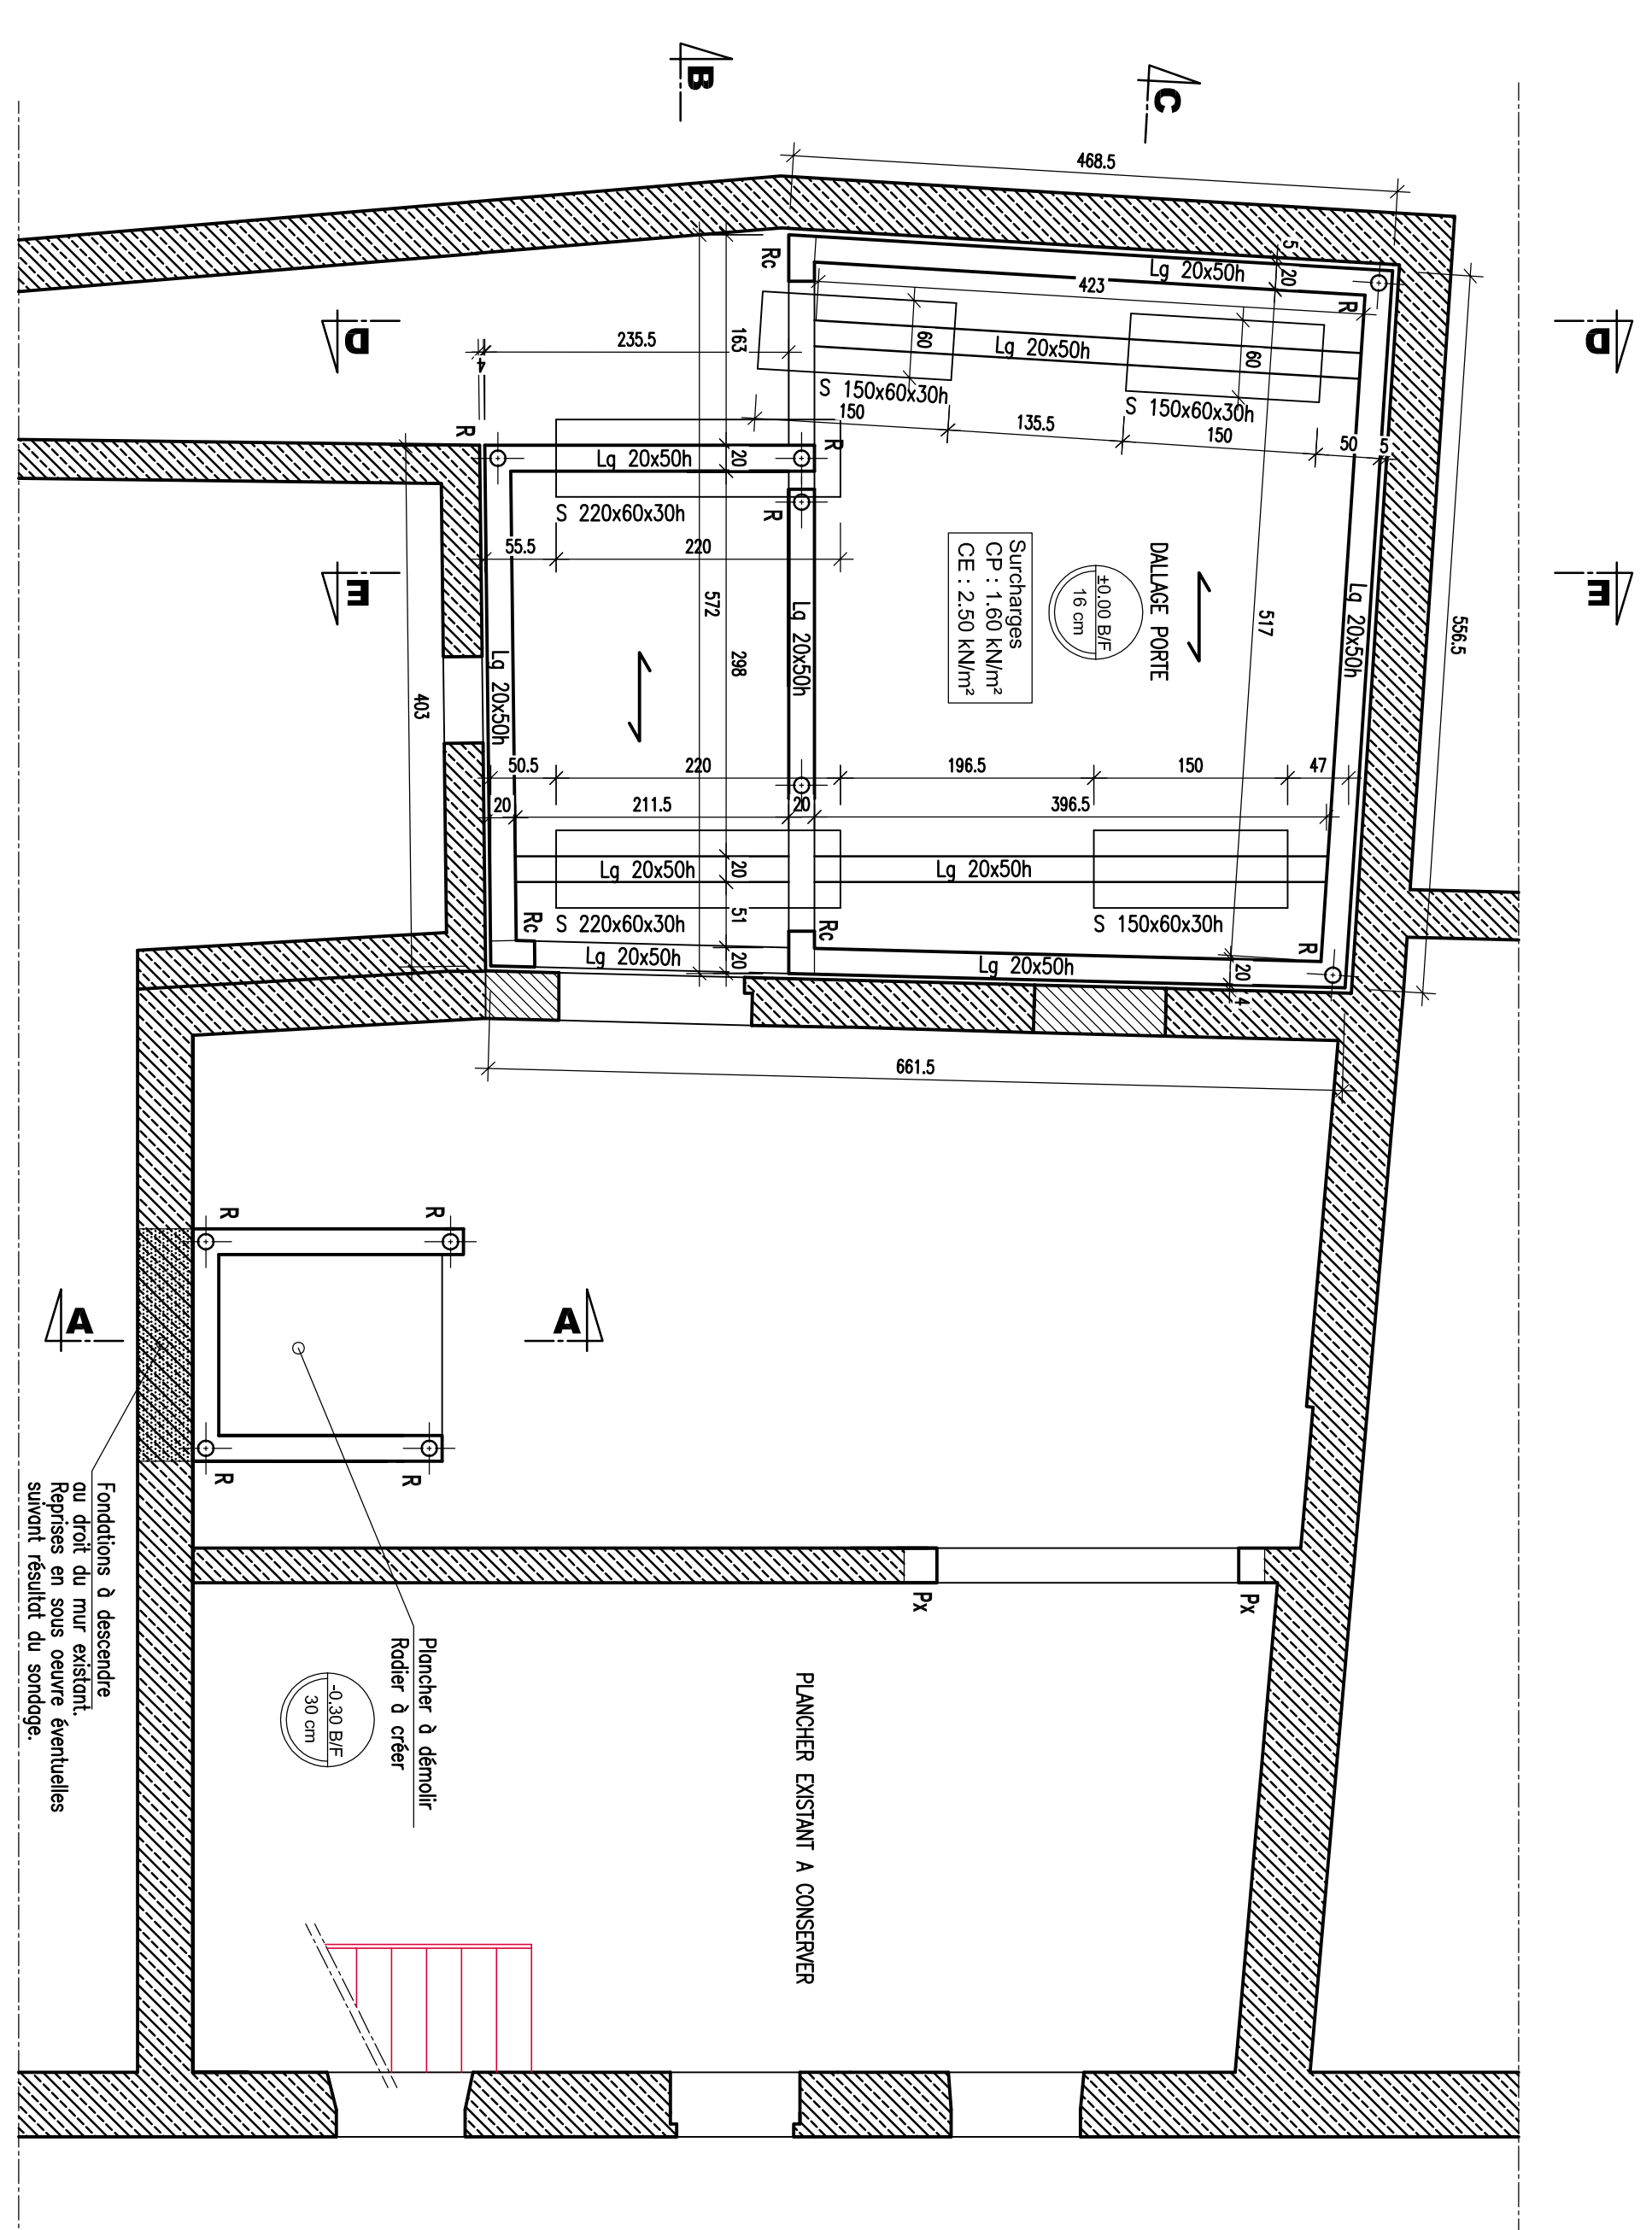 B
C
468.5
Rc
5
20
Lg 20x50h
R
423
60
60
Lg 20x50h
S 150x60x30h
S 150x60x30h
150
135.5
150
50
5
D
D
235.5
163
4
R
R
Lg 20x50h
20
S 220x60x30h
R
55.5
220
E
E
572
298
Lg 20x50h
Lg 20x50h
403
DALLAGE PORTE
±0.00 B/F
16 cm
Surcharges
CP : 1.60 kN/m²
CE : 2.50 kN/m²
517
Lg 20x50h
556.5
50.5
220
196.5
150
47
20
211.5
20
396.5
Lg 20x50h
20
Lg 20x50h
Rc
S 220x60x30h
51
Rc
S 150x60x30h
R
Lg 20x50h
20
Lg 20x50h
20
4
661.5
R
R
A
A
R
R
Fondations à descendre
au droit du mur existant.
Reprises en sous oeuvre éventuelles
suivant résultat du sondage.
Px
Px
Plancher à démolir
Radier à créer
-0.30 B/F
30 cm
PLANCHER EXISTANT A CONSERVER